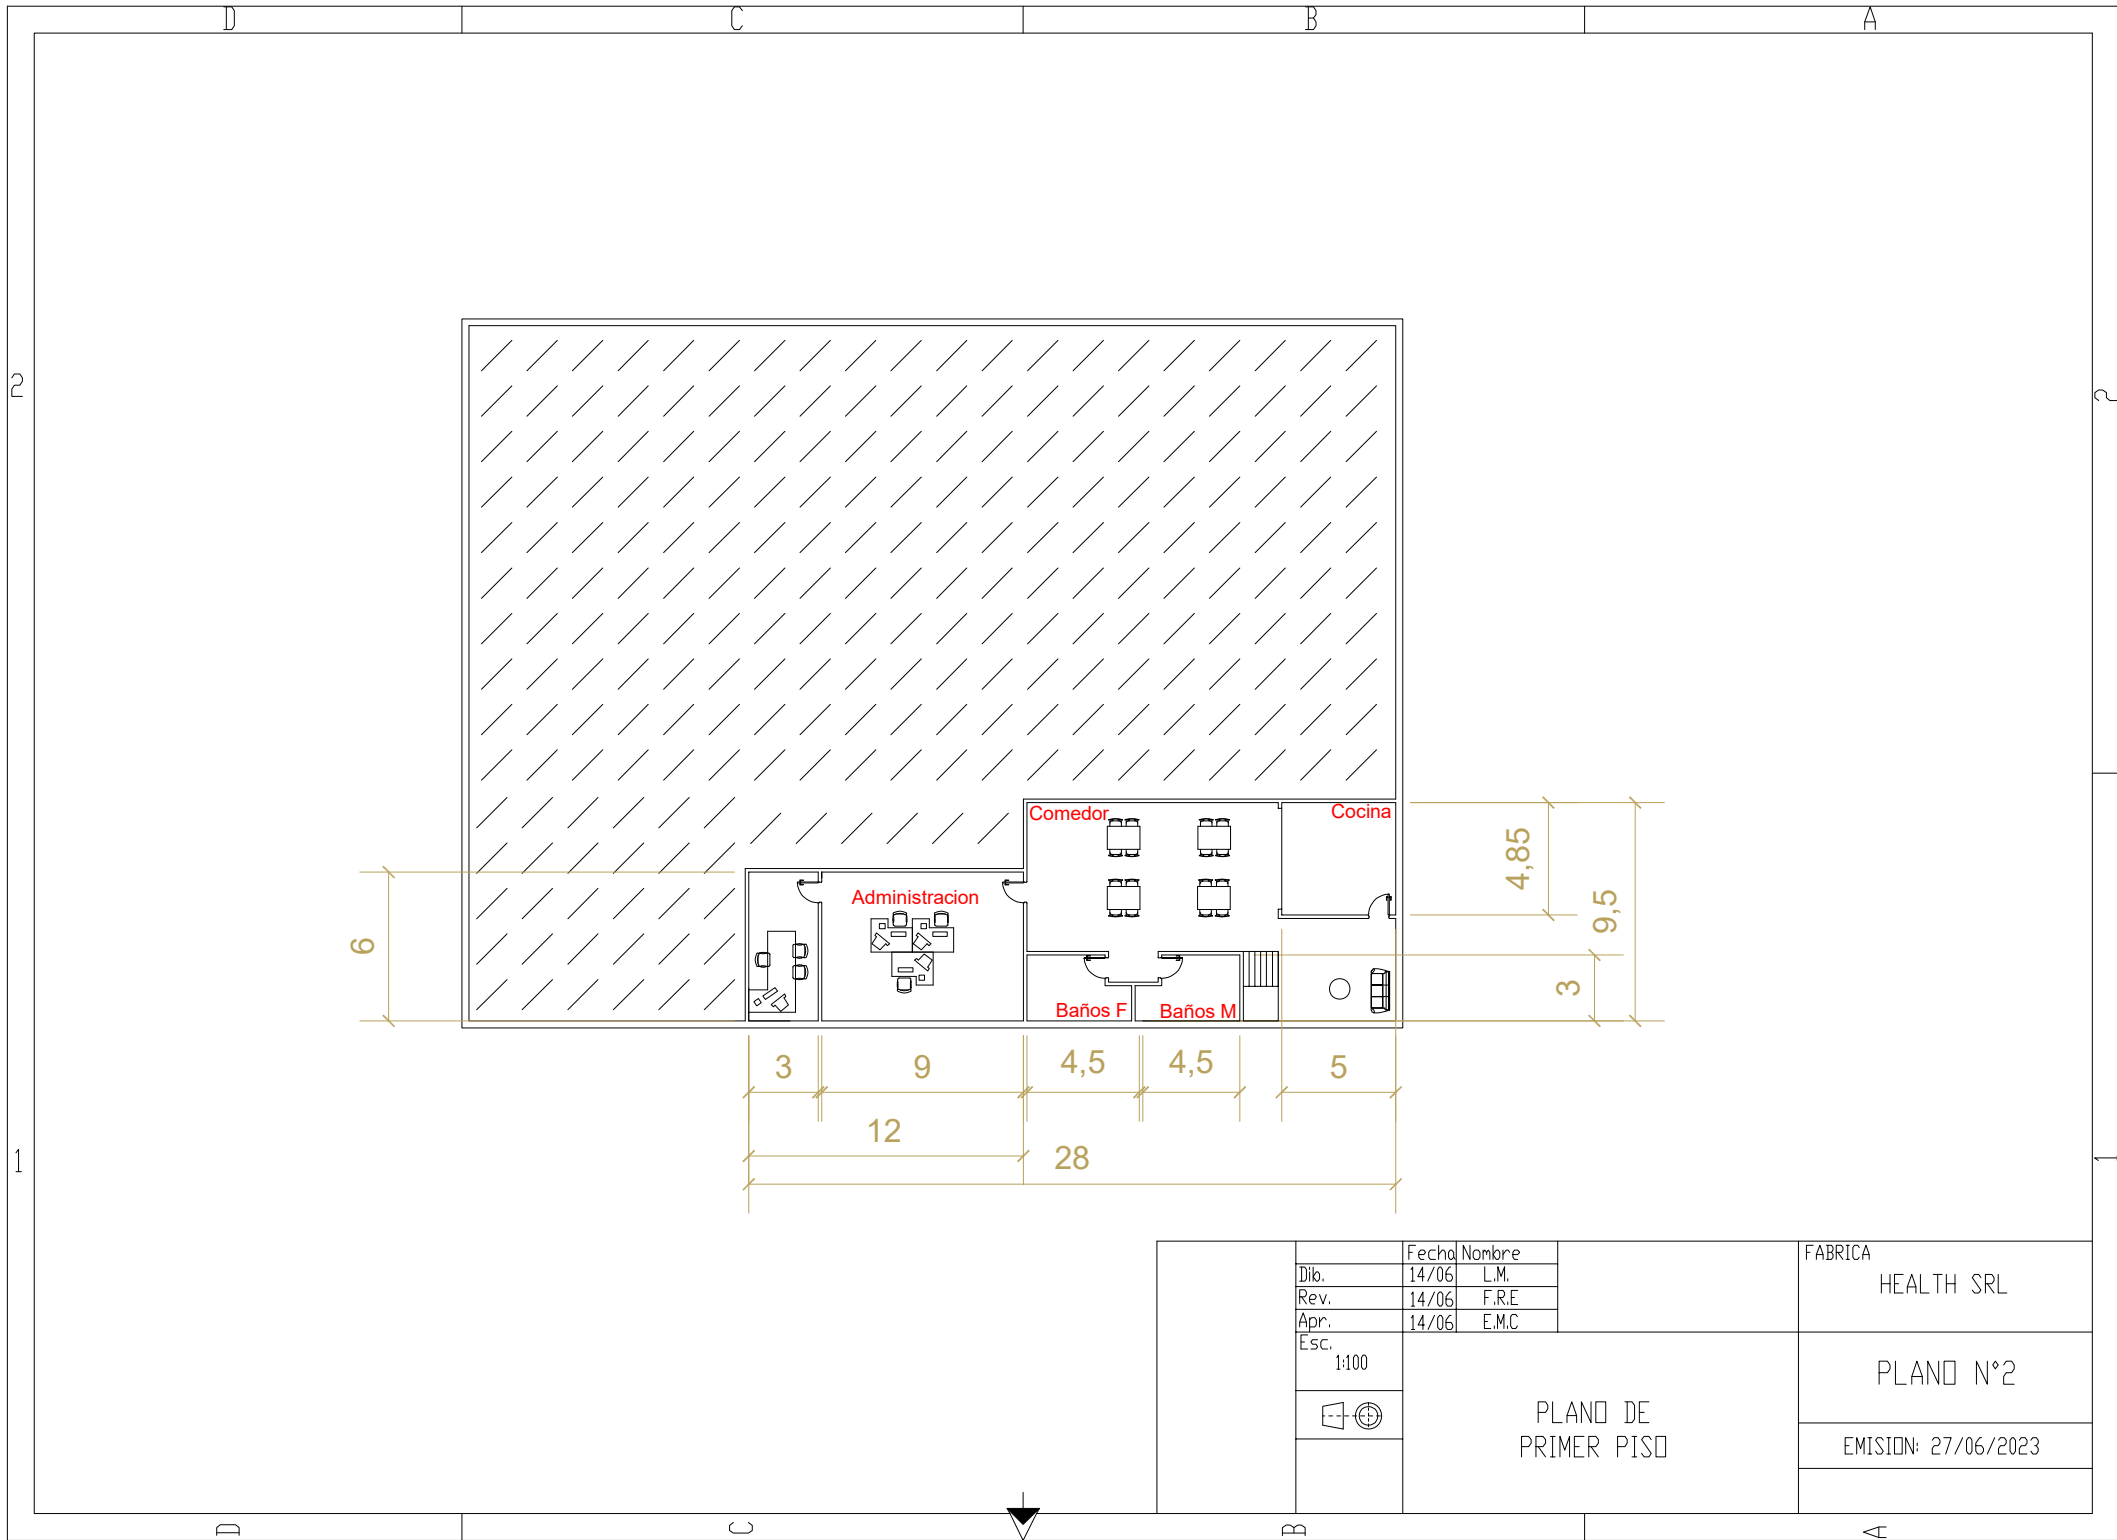 D C B A
2 2
Comedor Cocina
Administracion
Baños F Baños M
4,85
9,5
6
3
3 9 4,5 4,5 5
12
28
1 1
Fecha Nombre
Dib. 14/06 L.M.
Rev. 14/06 F.R.E
Apr. 14/06 E.M.C
Esc.
1:100
FABRICA
HEALTH SRL
PLANO N°2
PLANO DE
PRIMER PISO
EMISION: 27/06/2023
D C B A